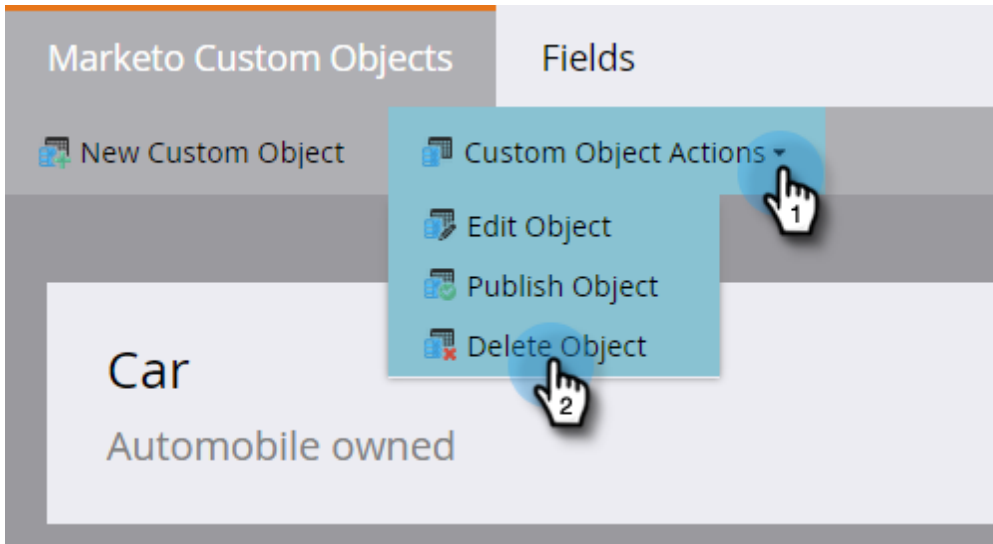 Marketo Custom Objects Fields
New Custom Object Custom Object Actions
1
Edit Object
Publish Object
Delete Object
2
Car
Automobile owned